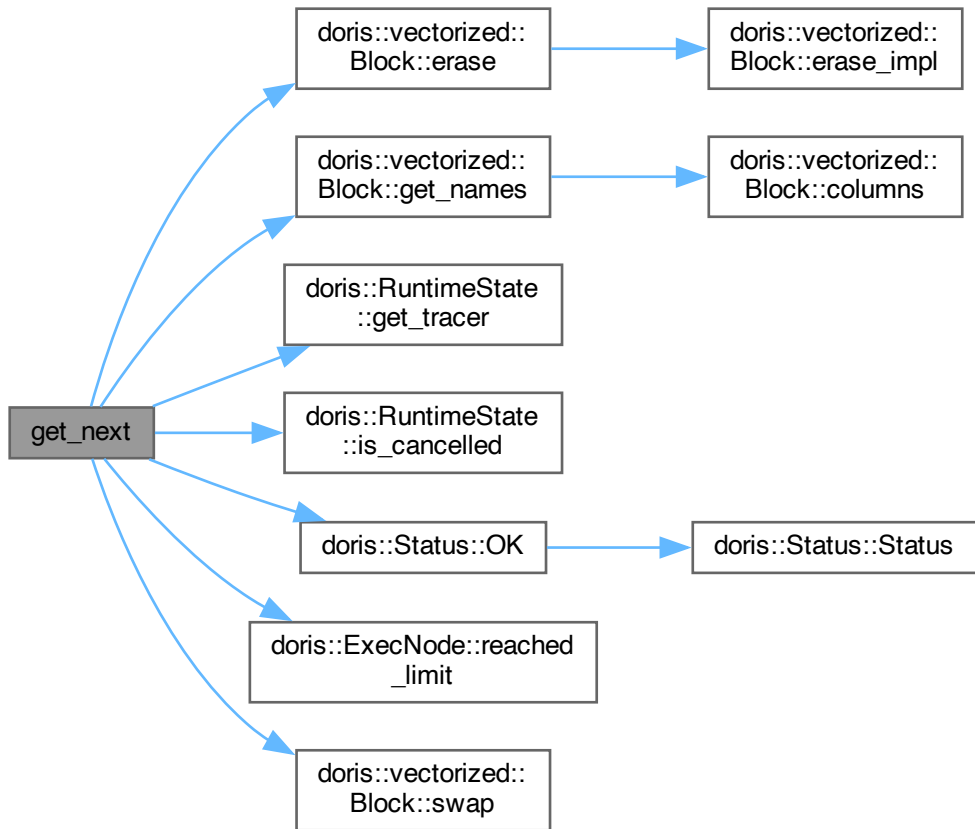 doris::vectorized::
Block::erase
doris::vectorized::
Block::erase_impl
doris::vectorized::
Block::get_names
doris::vectorized::
Block::columns
doris::RuntimeState
::get_tracer
get_next
doris::RuntimeState
::is_cancelled
doris::Status::OK
doris::Status::Status
doris::ExecNode::reached
_limit
doris::vectorized::
Block::swap